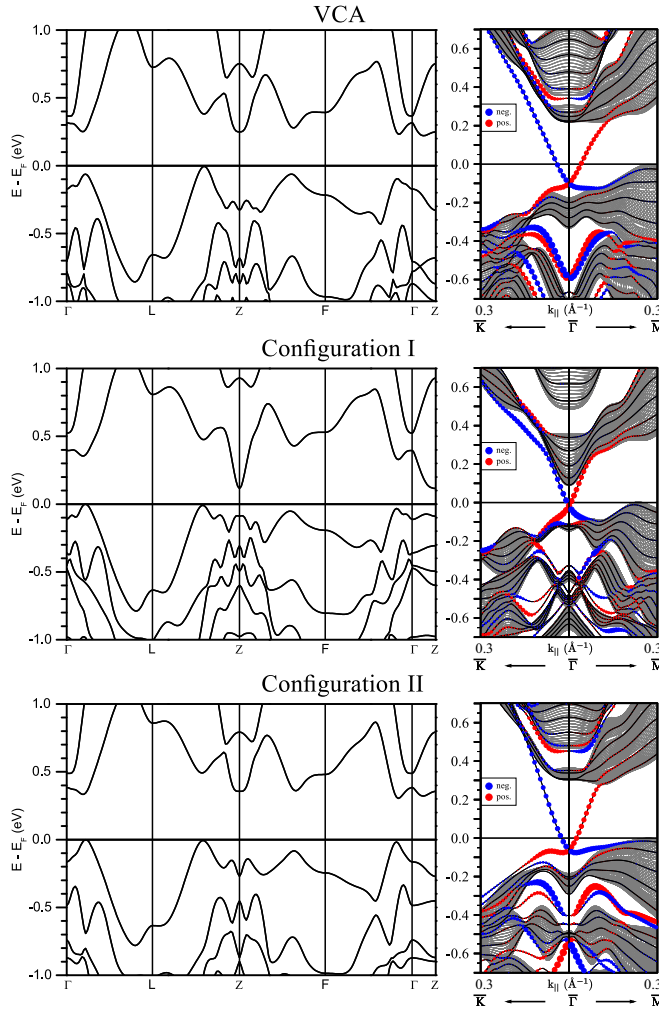 VCA
1.0
0.5
0.0
-0.5
-1.0
E - E_F (eV)
Γ L Z F Γ Z
0.6
0.4
0.2
0.0
-0.2
-0.4
-0.6
neg.
pos.
0.3 k|| (Å⁻¹) 0.3
K̅ Γ̅ M̅
Configuration I
1.0
0.5
0.0
-0.5
-1.0
E - E_F (eV)
Γ L Z F Γ Z
0.6
0.4
0.2
0.0
-0.2
-0.4
-0.6
neg.
pos.
0.3 k|| (Å⁻¹) 0.3
K̅ Γ̅ M̅
Configuration II
1.0
0.5
0.0
-0.5
-1.0
E - E_F (eV)
Γ L Z F Γ Z
0.6
0.4
0.2
0.0
-0.2
-0.4
-0.6
neg.
pos.
0.3 k|| (Å⁻¹) 0.3
K̅ Γ̅ M̅